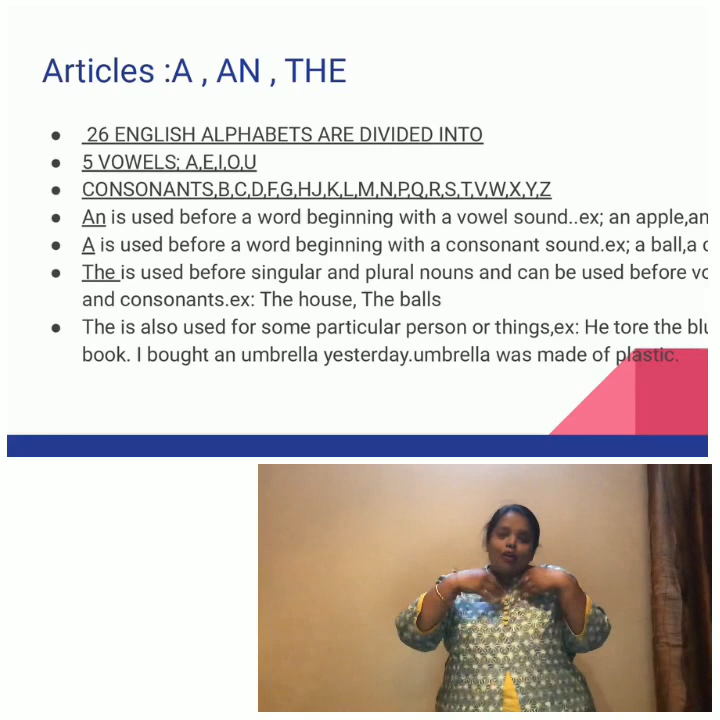 Articles :A , AN , THE
26 ENGLISH ALPHABETS ARE DIVIDED INTO
5 VOWELS; A,E,I,O,U
CONSONANTS,B,C,D,F,G,HJ,K,L,M,N,P,Q,R,S,T,V,W,X,Y,Z
An is used before a word beginning with a vowel sound..ex; an apple,an
A is used before a word beginning with a consonant sound.ex; a ball,a
The is used before singular and plural nouns and can be used before
and consonants.ex: The house, The balls
The is also used for some particular person or things,ex: He tore the
book. I bought an umbrella yesterday.umbrella was made of plastic.